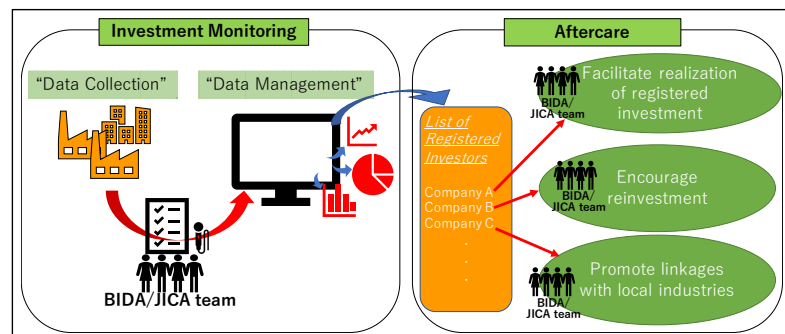 Investment Monitoring
“Data Collection”
“Data Management”
BIDA/JICA team
Aftercare
List of
Registered
Investors
Company A
Company B
Company C
.
.
.
BIDA/
JICA team
Facilitate realization
of registered
investment
BIDA/
JICA team
Encourage
reinvestment
BIDA/
JICA team
Promote linkages
with local industries